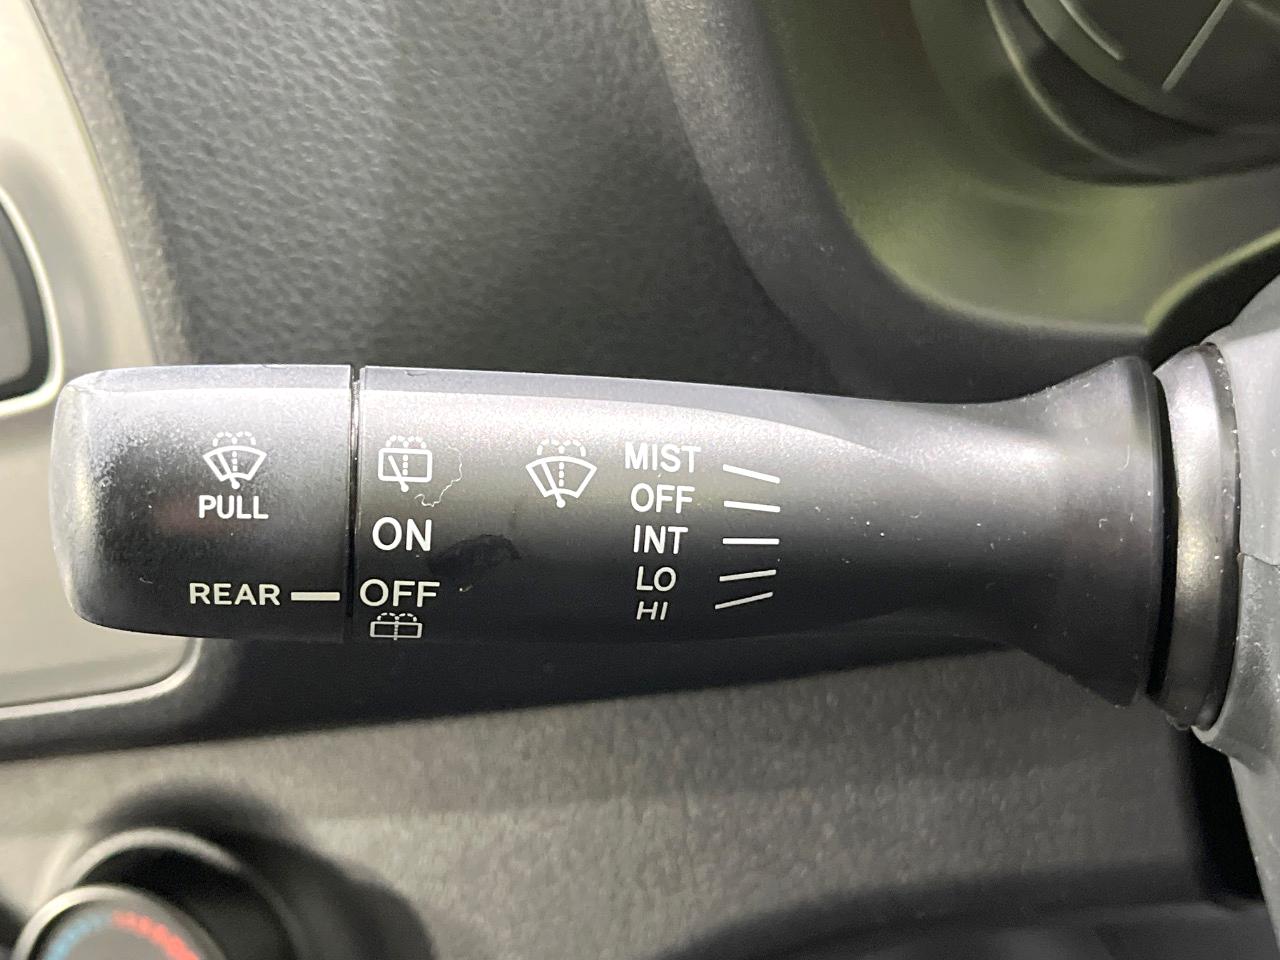 PULL
REAR
ON
OFF
MIST
OFF
INT
LO
HI